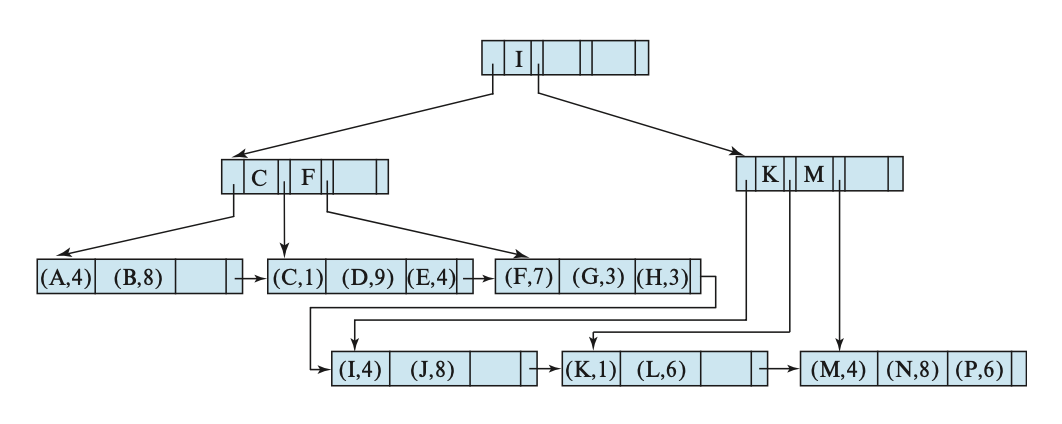 I
C F
K M
(A,4) (B,8) (C,1) (D,9) (E,4) (F,7) (G,3) (H,3)
(I,4) (J,8) (K,1) (L,6) (M,4) (N,8) (P,6)